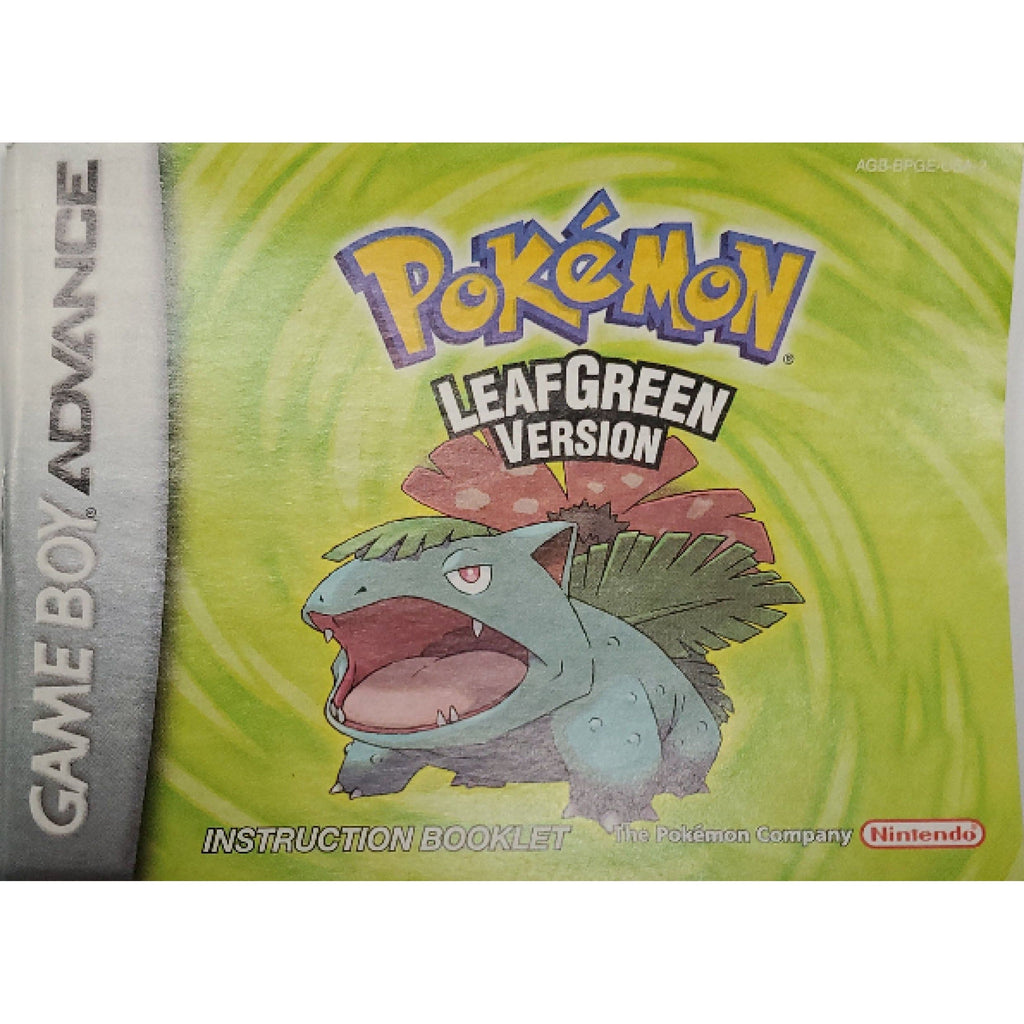 GAME BOY ADVANCE
POKéMON
LEAFGREEN
VERSION
INSTRUCTION BOOKLET
The Pokémon Company
Nintendo